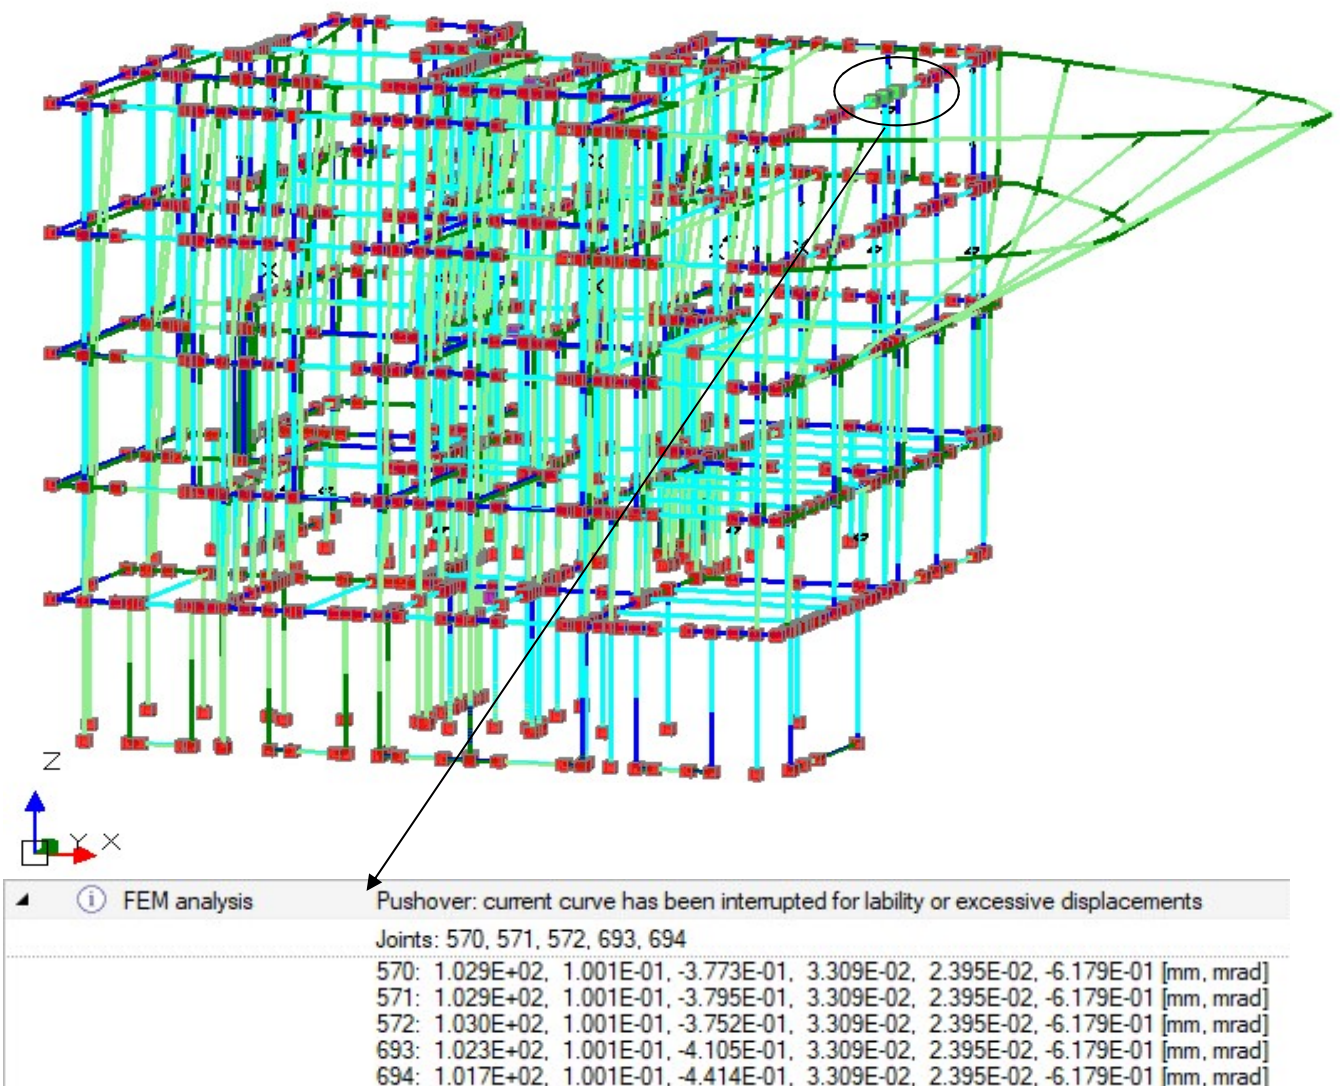 Z
Y X
FEM analysis
Pushover: current curve has been interrupted for lability or excessive displacements
Joints: 570, 571, 572, 693, 694
570: 1.029E+02, 1.001E-01, -3.773E-01, 3.309E-02, 2.395E-02, -6.179E-01 [mm, mrad]
571: 1.029E+02, 1.001E-01, -3.795E-01, 3.309E-02, 2.395E-02, -6.179E-01 [mm, mrad]
572: 1.030E+02, 1.001E-01, -3.752E-01, 3.309E-02, 2.395E-02, -6.179E-01 [mm, mrad]
693: 1.023E+02, 1.001E-01, -4.105E-01, 3.309E-02, 2.395E-02, -6.179E-01 [mm, mrad]
694: 1.017E+02, 1.001E-01, -4.414E-01, 3.309E-02, 2.395E-02, -6.179E-01 [mm, mrad]